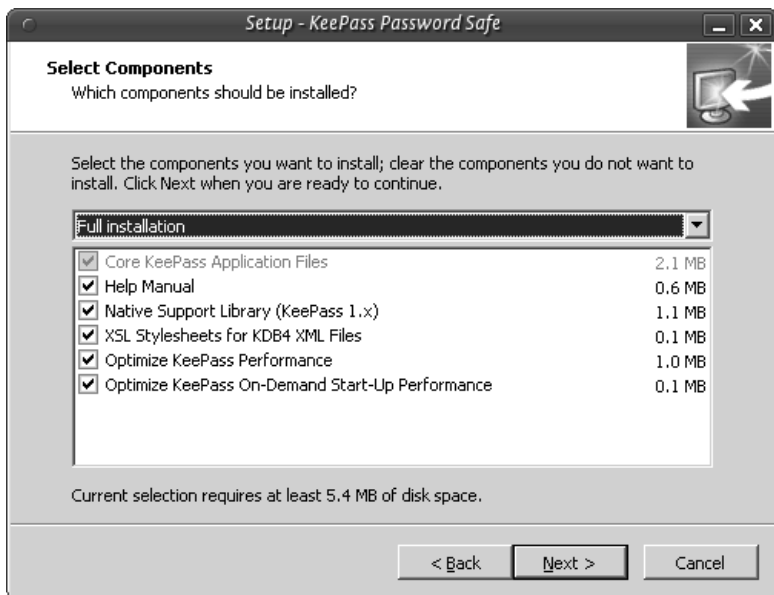 Setup - KeePass Password Safe
Select Components
Which components should be installed?
Select the components you want to install; clear the components you do not want to
install. Click Next when you are ready to continue.
Full installation
Core KeePass Application Files 2.1 MB
Help Manual 0.6 MB
Native Support Library (KeePass 1.x) 1.1 MB
XSL Stylesheets for KDB4 XML Files 0.1 MB
Optimize KeePass Performance 1.0 MB
Optimize KeePass On-Demand Start-Up Performance 0.1 MB
Current selection requires at least 5.4 MB of disk space.
< Back Next > Cancel